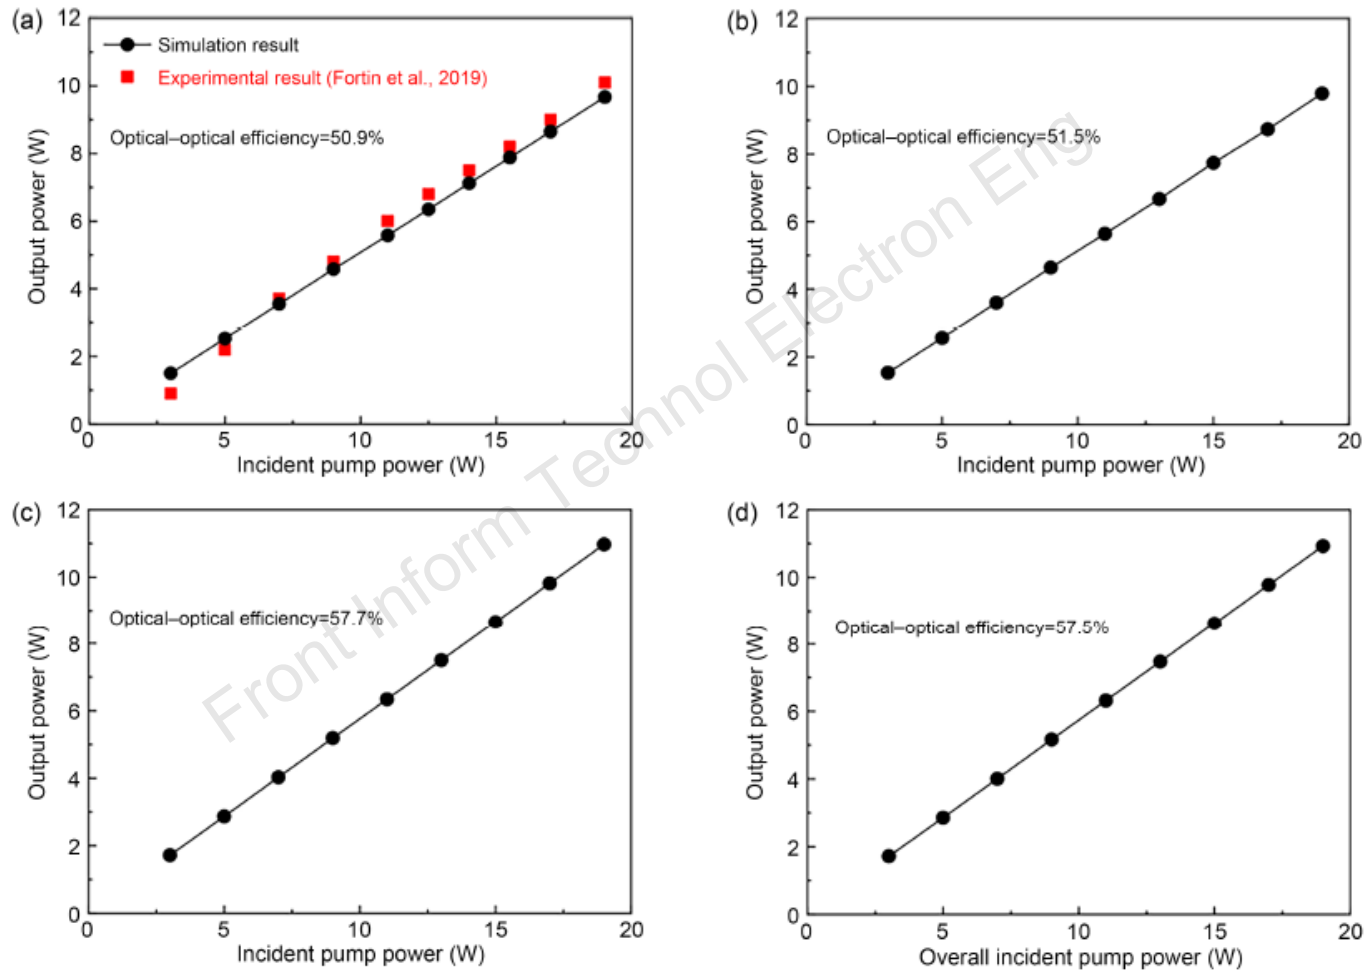 (a)
12
10
8
6
4
2
0
Output power (W)
Simulation result
Experimental result (Fortin et al., 2019)
Optical–optical efficiency=50.9%
0 5 10 15 20
Incident pump power (W)
(b)
12
10
8
6
4
2
0
Output power (W)
Optical–optical efficiency=51.5%
0 5 10 15 20
Incident pump power (W)
(c)
12
10
8
6
4
2
0
Output power (W)
Optical–optical efficiency=57.7%
0 5 10 15 20
Incident pump power (W)
(d)
12
10
8
6
4
2
0
Output power (W)
Optical–optical efficiency=57.5%
0 5 10 15 20
Overall incident pump power (W)
Front Inform Technol Electron Eng